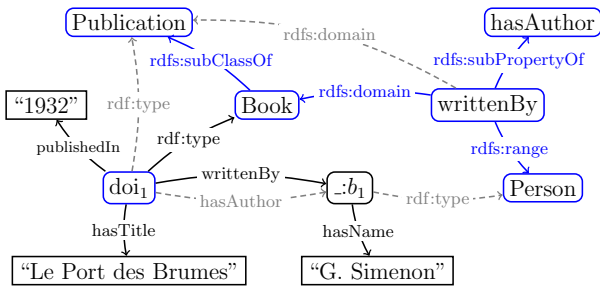 Publication
hasAuthor
rdfs:domain
rdfs:subClassOf
rdfs:subPropertyOf
“1932”
rdf:type
Book
rdfs:domain
writtenBy
publishedIn
rdf:type
rdfs:range
doi₁
writtenBy
hasAuthor
_:b₁
rdf:type
Person
hasTitle
hasName
“Le Port des Brumes”
“G. Simenon”